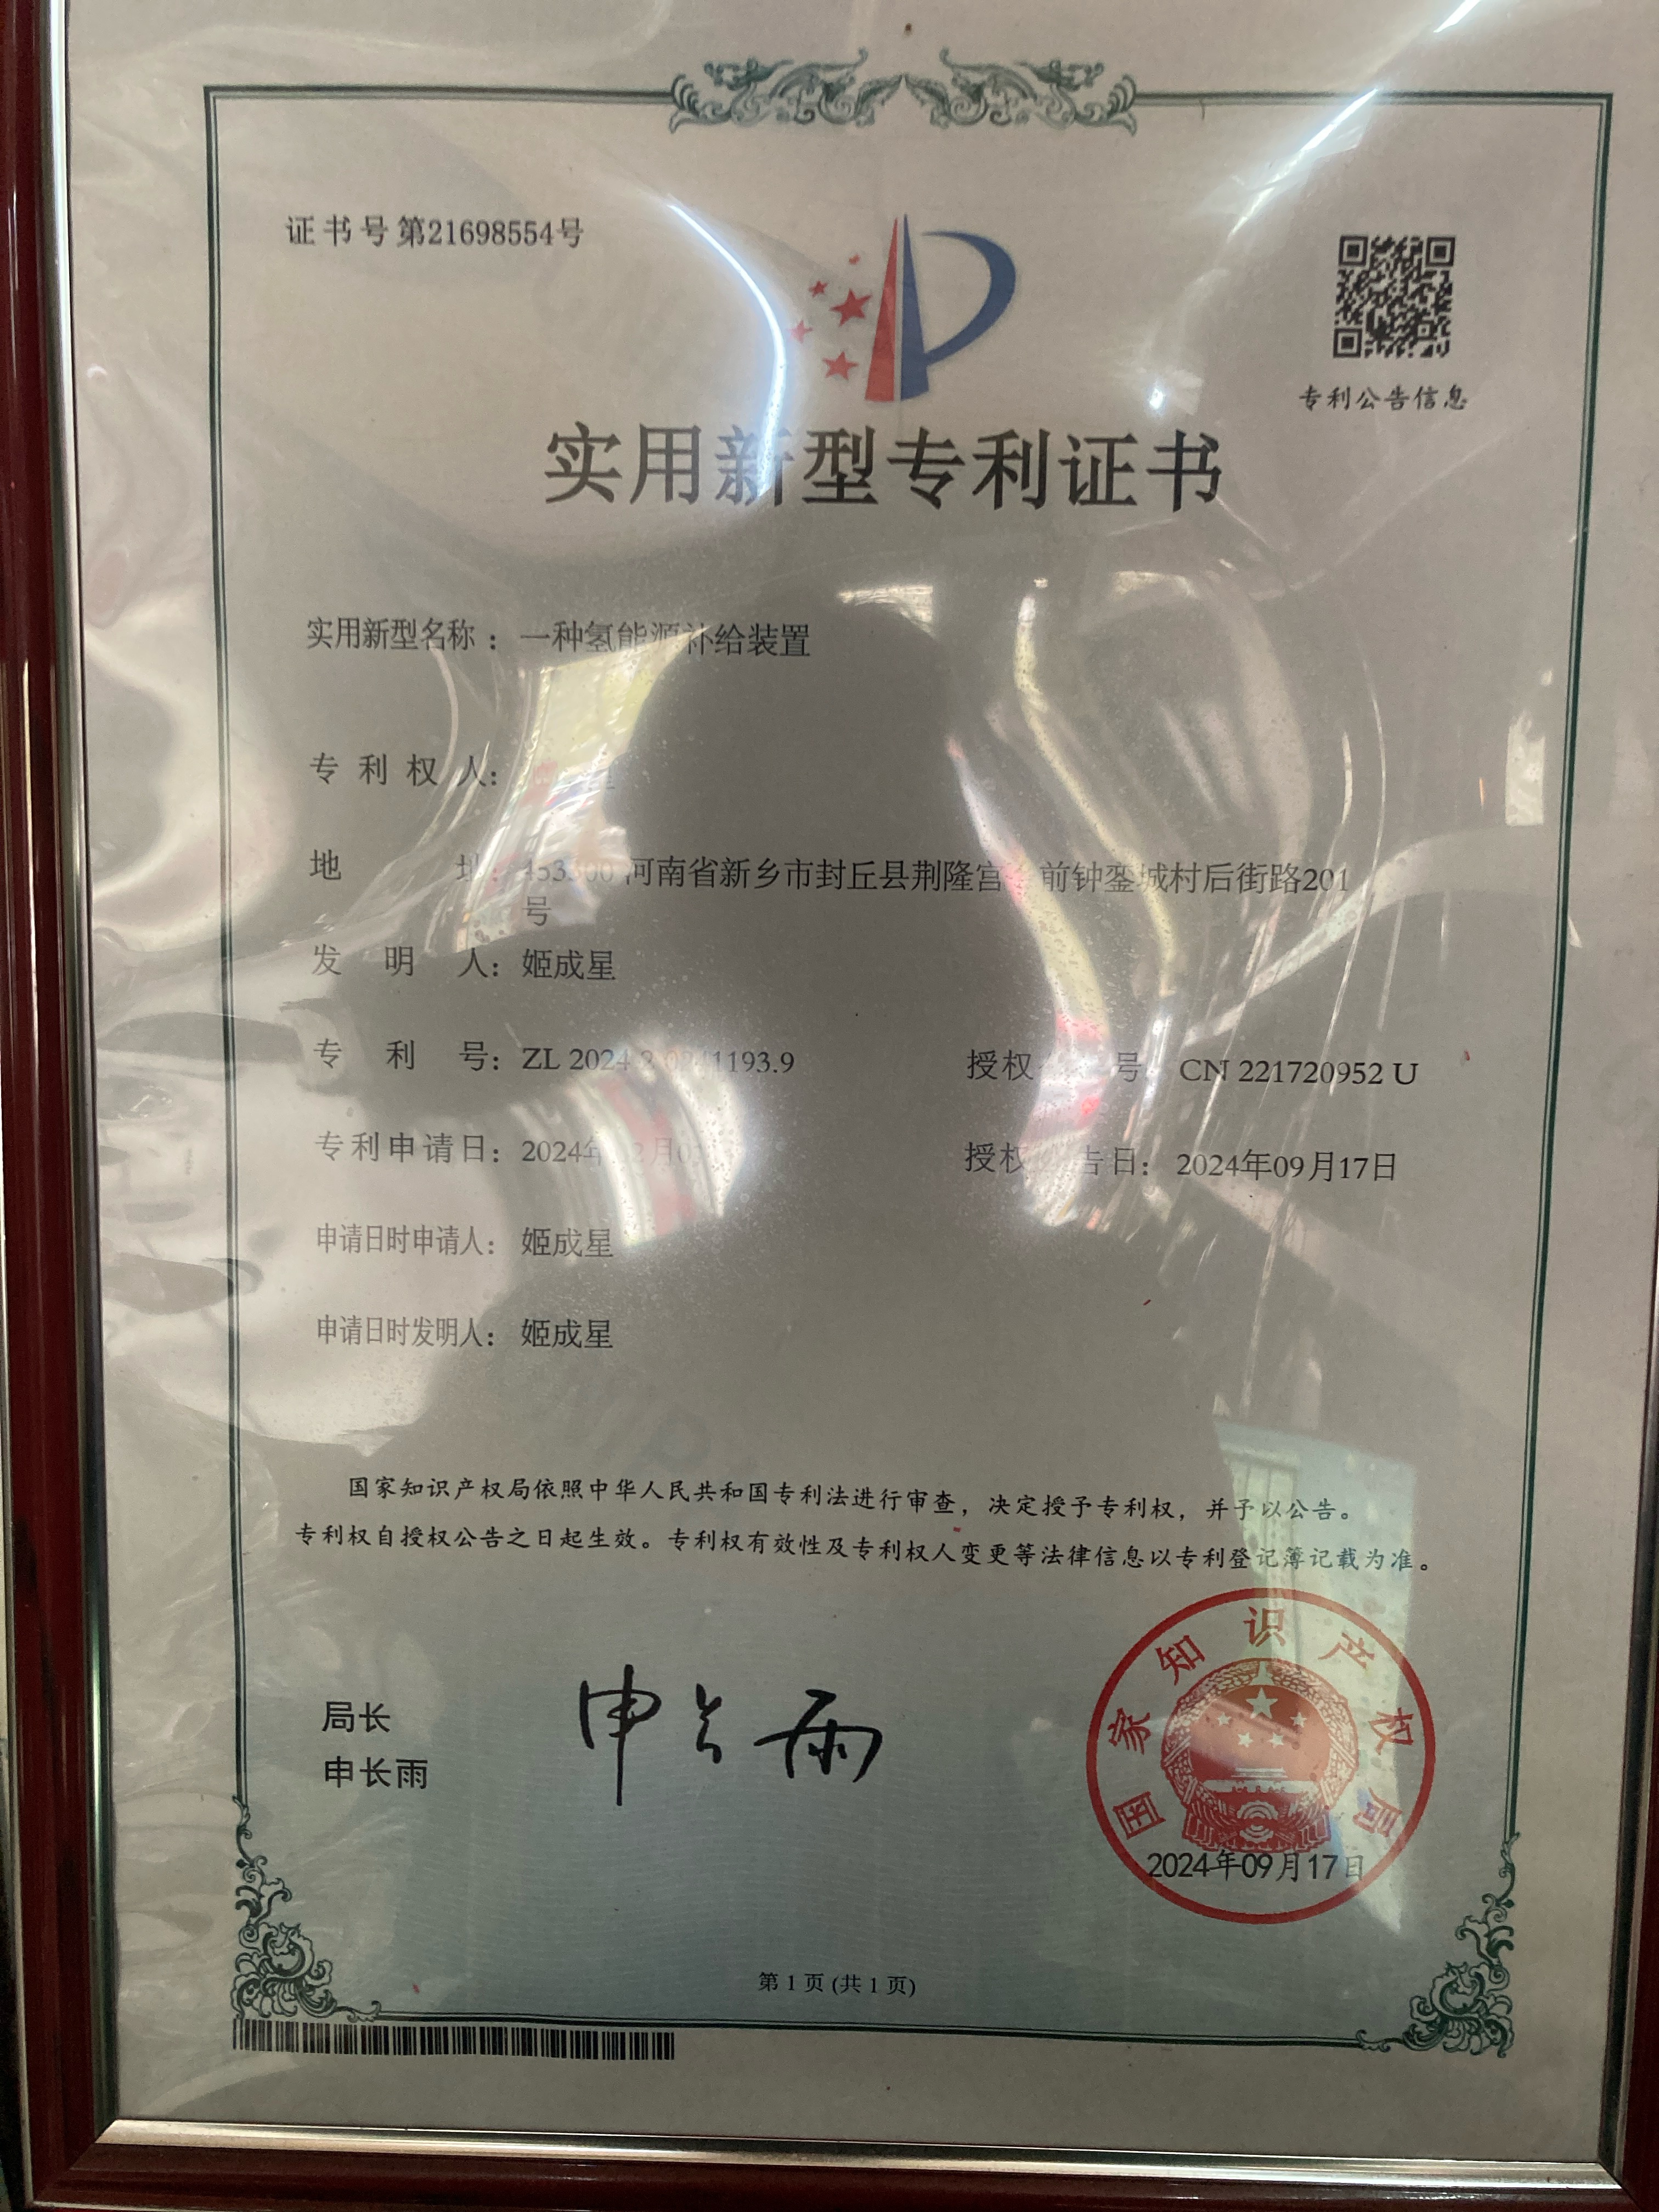 证书号第21698554号
专利公告信息
实用新型专利证书
实用新型名称：一种氢能源补给装置
专利权人：
地址：河南省新乡市封丘县荆隆宫 前钟銮城村后街路201
号
发明人：姬成星
专利号：ZL 2024 1193.9
授权 号 CN 221720952 U
专利申请日：2024年
授权 告日：2024年09月17日
申请日时申请人：姬成星
申请日时发明人：姬成星
国家知识产权局依照中华人民共和国专利法进行审查，决定授予专利权，并予以公告。
专利权自授权公告之日起生效。专利权有效性及专利权人变更等法律信息以专利登记簿记载为准。
局长
申长雨
申长雨
国家知识产权局
2024年09月17日
第 1 页 (共 1 页)